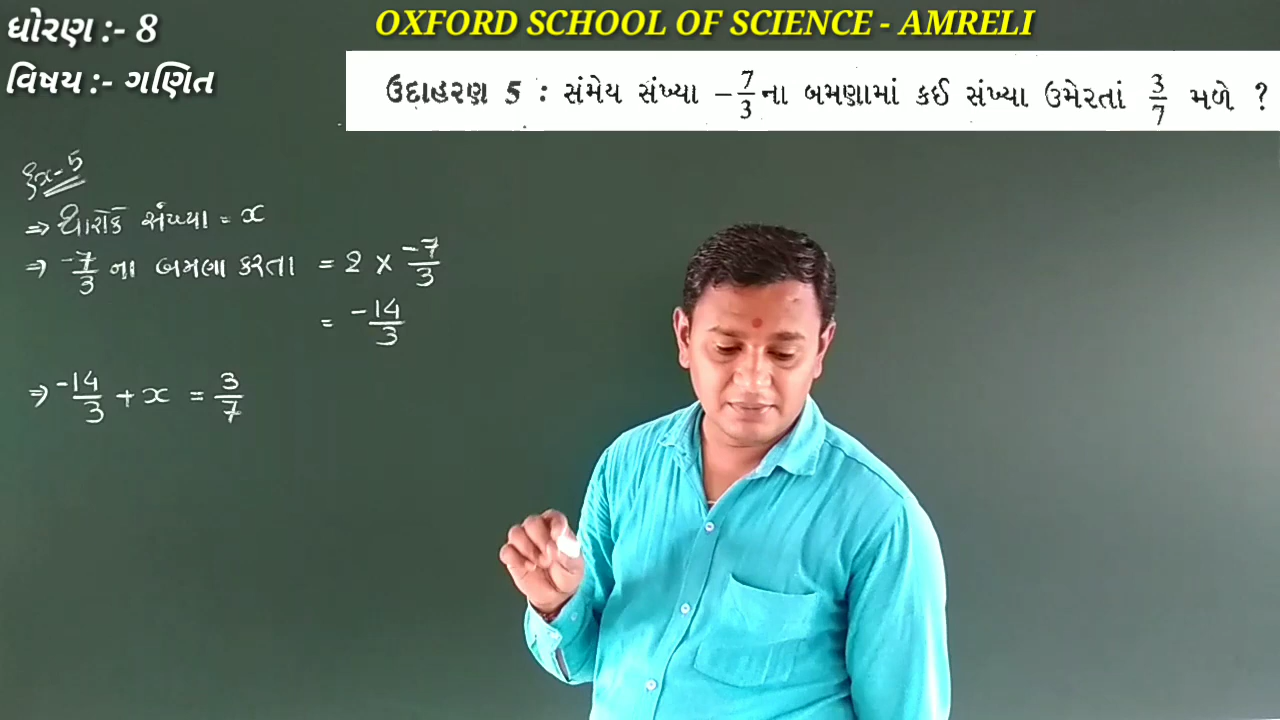 ધોરણ :- 8
OXFORD SCHOOL OF SCIENCE - AMRELI
વિષય :- ગણિત
ઉદાહરણ 5 : સંમેય સંખ્યા -7/3 ના બમણામાં કઈ સંખ્યા ઉમેરતાં 3/7 મળે ?
Ex-5
⇒ ધારોકે સંખ્યા = x
⇒ -7/3 ના બમણા કરતા = 2 × -7/3
= -14/3
⇒ -14/3 + x = 3/7